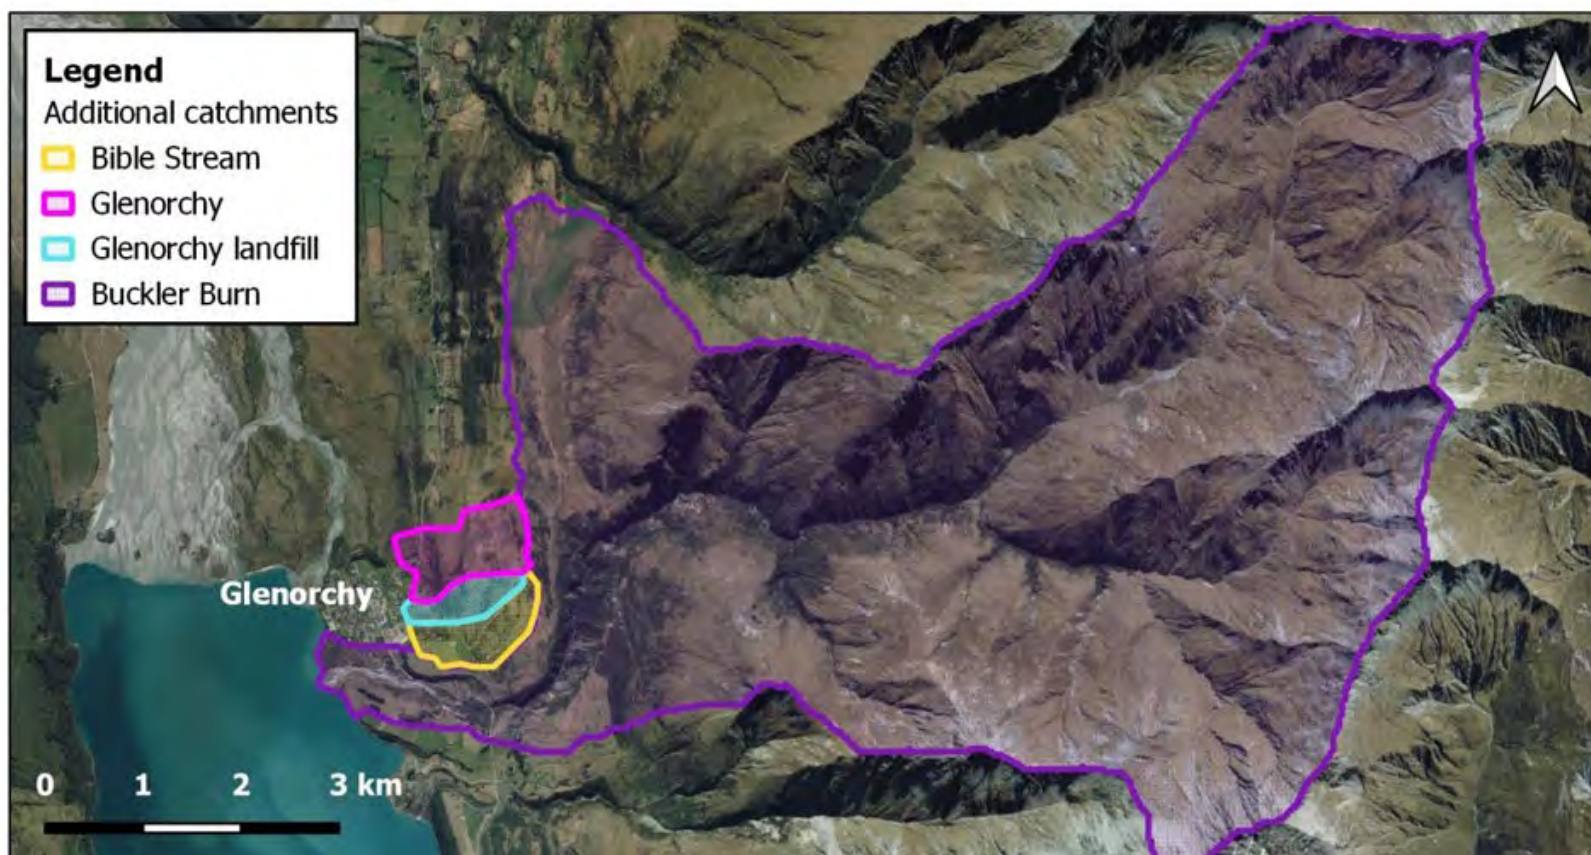 Legend
Additional catchments
Bible Stream
Glenorchy
Glenorchy landfill
Buckler Burn
Glenorchy
0 1 2 3 km